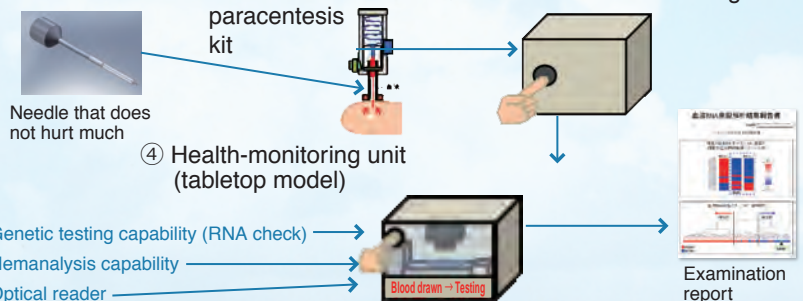 paracentesis
kit
Needle that does
not hurt much
④ Health-monitoring unit
(tabletop model)
Genetic testing capability (RNA check)
Hemanalysis capability
Optical reader
Blood drawn → Testing
Examination
report